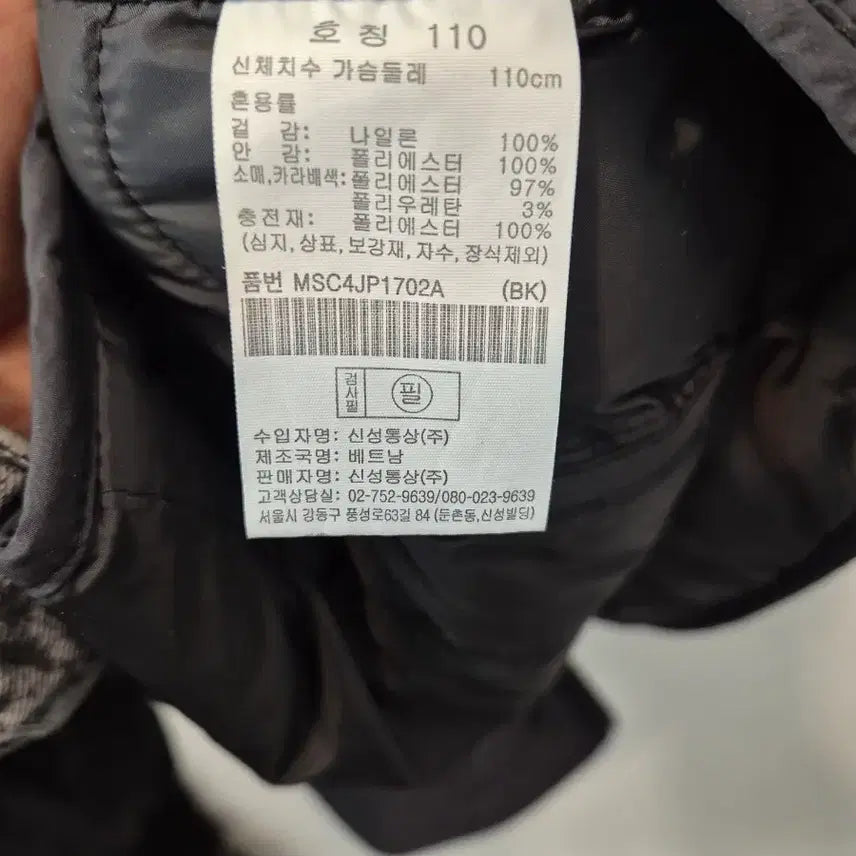 호 칭 110
신체치수 가슴둘레 110cm
혼용률
겉 감: 나일론 100%
안 감: 폴리에스터 100%
소매,카라배색: 폴리에스터 97%
폴리우레탄 3%
충전재: 폴리에스터 100%
(심지, 상표, 보강재, 자수, 장식제외)
품번 MSC4JP1702A (BK)
검사필 필
수입자명: 신성통상(주)
제조국명: 베트남
판매자명: 신성통상(주)
고객상담실: 02-752-9639/080-023-9639
서울시 강동구 풍성로63길 84 (둔촌동,신성빌딩)